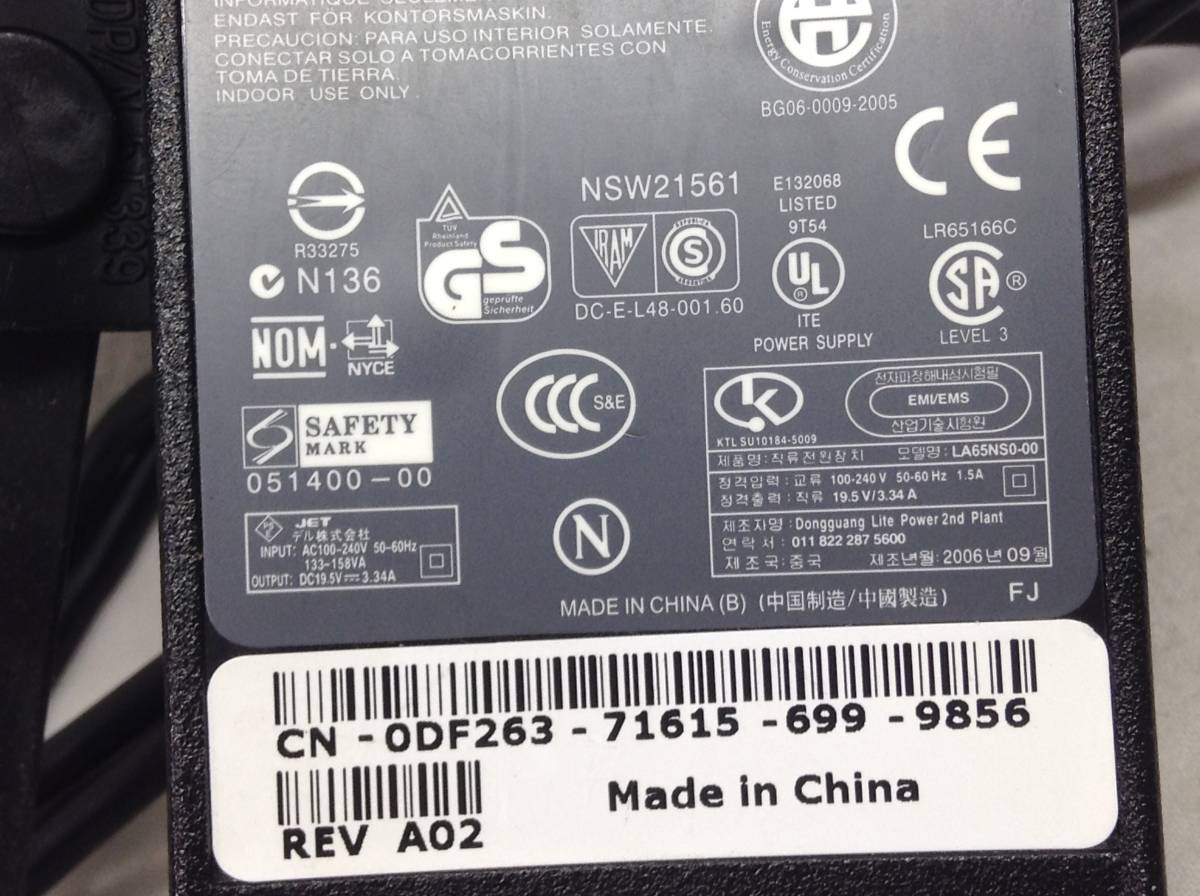 ENDAST FÖR KONTORSMASKIN.
PRECAUCION: PARA USO INTERIOR SOLAMENTE.
CONECTAR SOLO A TOMACORRIENTES CON
TOMA DE TIERRA.
INDOOR USE ONLY.
Energy Conservation Certification
BG06-0009-2005
CE
R33275
N136
TUV
Rheinland
Product Safety
GS
geprüfte
Sicherheit
NSW21561
IRAM
S
DC-E-L48-001.60
E132068
LISTED
9T54
UL
®
ITE
POWER SUPPLY
LR65166C
SA ®
LEVEL 3
NOM
NYCE
SAFETY
MARK
051400-00
CCC S&E
N
PS JET
デル株式会社
INPUT: AC100-240V 50-60Hz
133-158VA
OUTPUT: DC19.5V⎓3.34A
KTL SU10184-5009
전자파장해내성시험필
EMI/EMS
산업기술시험원
제품명:직류전원장치 모델명: LA65NS0-00
정격입력: 교류 100-240 V 50-60 Hz 1.5A
정격출력: 직류 19.5 V/3.34 A
제조자명: Dongguang Lite Power 2nd Plant
연락처: 011 822 287 5600
제조국: 중국 제조년월: 2006 년 09월
MADE IN CHINA (B) (中国制造/中國製造)
FJ
CN-0DF263-71615-699-9856
REV A02
Made in China